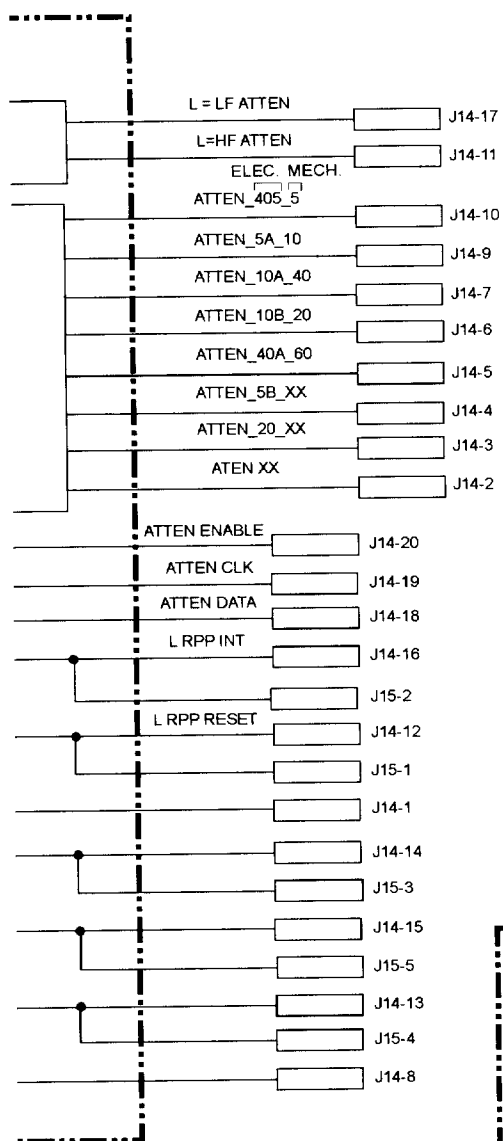 L = LF ATTEN J14-17
L=HF ATTEN J14-11
ELEC. MECH.
ATTEN_405_5 J14-10
ATTEN_5A_10 J14-9
ATTEN_10A_40 J14-7
ATTEN_10B_20 J14-6
ATTEN_40A_60 J14-5
ATTEN_5B_XX J14-4
ATTEN_20_XX J14-3
ATEN XX J14-2
ATTEN ENABLE J14-20
ATTEN CLK J14-19
ATTEN DATA J14-18
L RPP INT J14-16
J15-2
L RPP RESET J14-12
J15-1
J14-1
J14-14
J15-3
J14-15
J15-5
J14-13
J15-4
J14-8